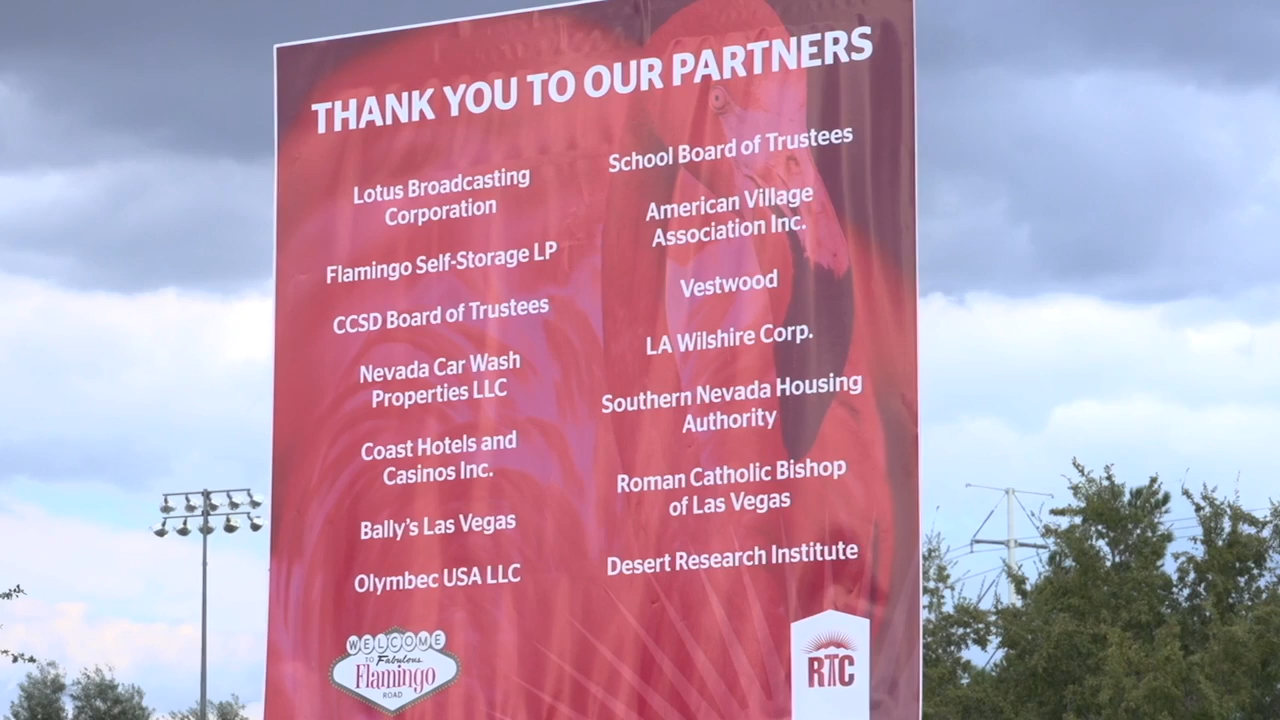 THANK YOU TO OUR PARTNERS
Lotus Broadcasting
Corporation
Flamingo Self-Storage LP
CCSD Board of Trustees
Nevada Car Wash
Properties LLC
Coast Hotels and
Casinos Inc.
Bally's Las Vegas
Olymbec USA LLC
School Board of Trustees
American Village
Association Inc.
Vestwood
LA Wilshire Corp.
Southern Nevada Housing
Authority
Roman Catholic Bishop
of Las Vegas
Desert Research Institute
WELCOME
TO Fabulous
Flamingo
ROAD
RTC